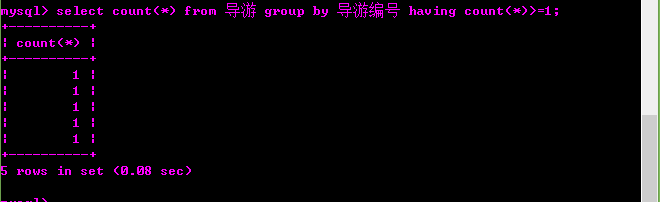 mysql> select count(*) from 导游 group by 导游编号 having count(*)>=1;
+----------+
| count(*) |
+----------+
|        1 |
|        1 |
|        1 |
|        1 |
|        1 |
+----------+
5 rows in set (0.08 sec)
mysql>